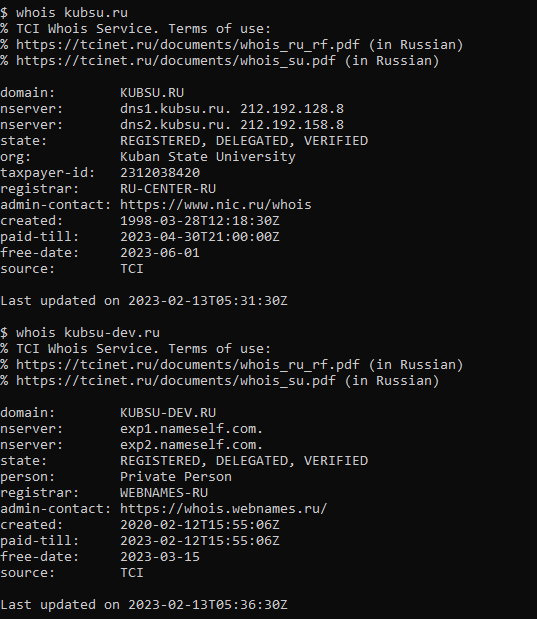 $ whois kubsu.ru
% TCI Whois Service. Terms of use:
% https://tcinet.ru/documents/whois_ru_rf.pdf (in Russian)
% https://tcinet.ru/documents/whois_su.pdf (in Russian)

domain:        KUBSU.RU
nserver:       dns1.kubsu.ru. 212.192.128.8
nserver:       dns2.kubsu.ru. 212.192.158.8
state:         REGISTERED, DELEGATED, VERIFIED
org:           Kuban State University
taxpayer-id:   2312038420
registrar:     RU-CENTER-RU
admin-contact: https://www.nic.ru/whois
created:       1998-03-28T12:18:30Z
paid-till:     2023-04-30T21:00:00Z
free-date:     2023-06-01
source:        TCI

Last updated on 2023-02-13T05:31:30Z

$ whois kubsu-dev.ru
% TCI Whois Service. Terms of use:
% https://tcinet.ru/documents/whois_ru_rf.pdf (in Russian)
% https://tcinet.ru/documents/whois_su.pdf (in Russian)

domain:        KUBSU-DEV.RU
nserver:       exp1.nameself.com.
nserver:       exp2.nameself.com.
state:         REGISTERED, DELEGATED, VERIFIED
person:        Private Person
registrar:     WEBNAMES-RU
admin-contact: https://whois.webnames.ru/
created:       2020-02-12T15:55:06Z
paid-till:     2023-02-12T15:55:06Z
free-date:     2023-03-15
source:        TCI

Last updated on 2023-02-13T05:36:30Z